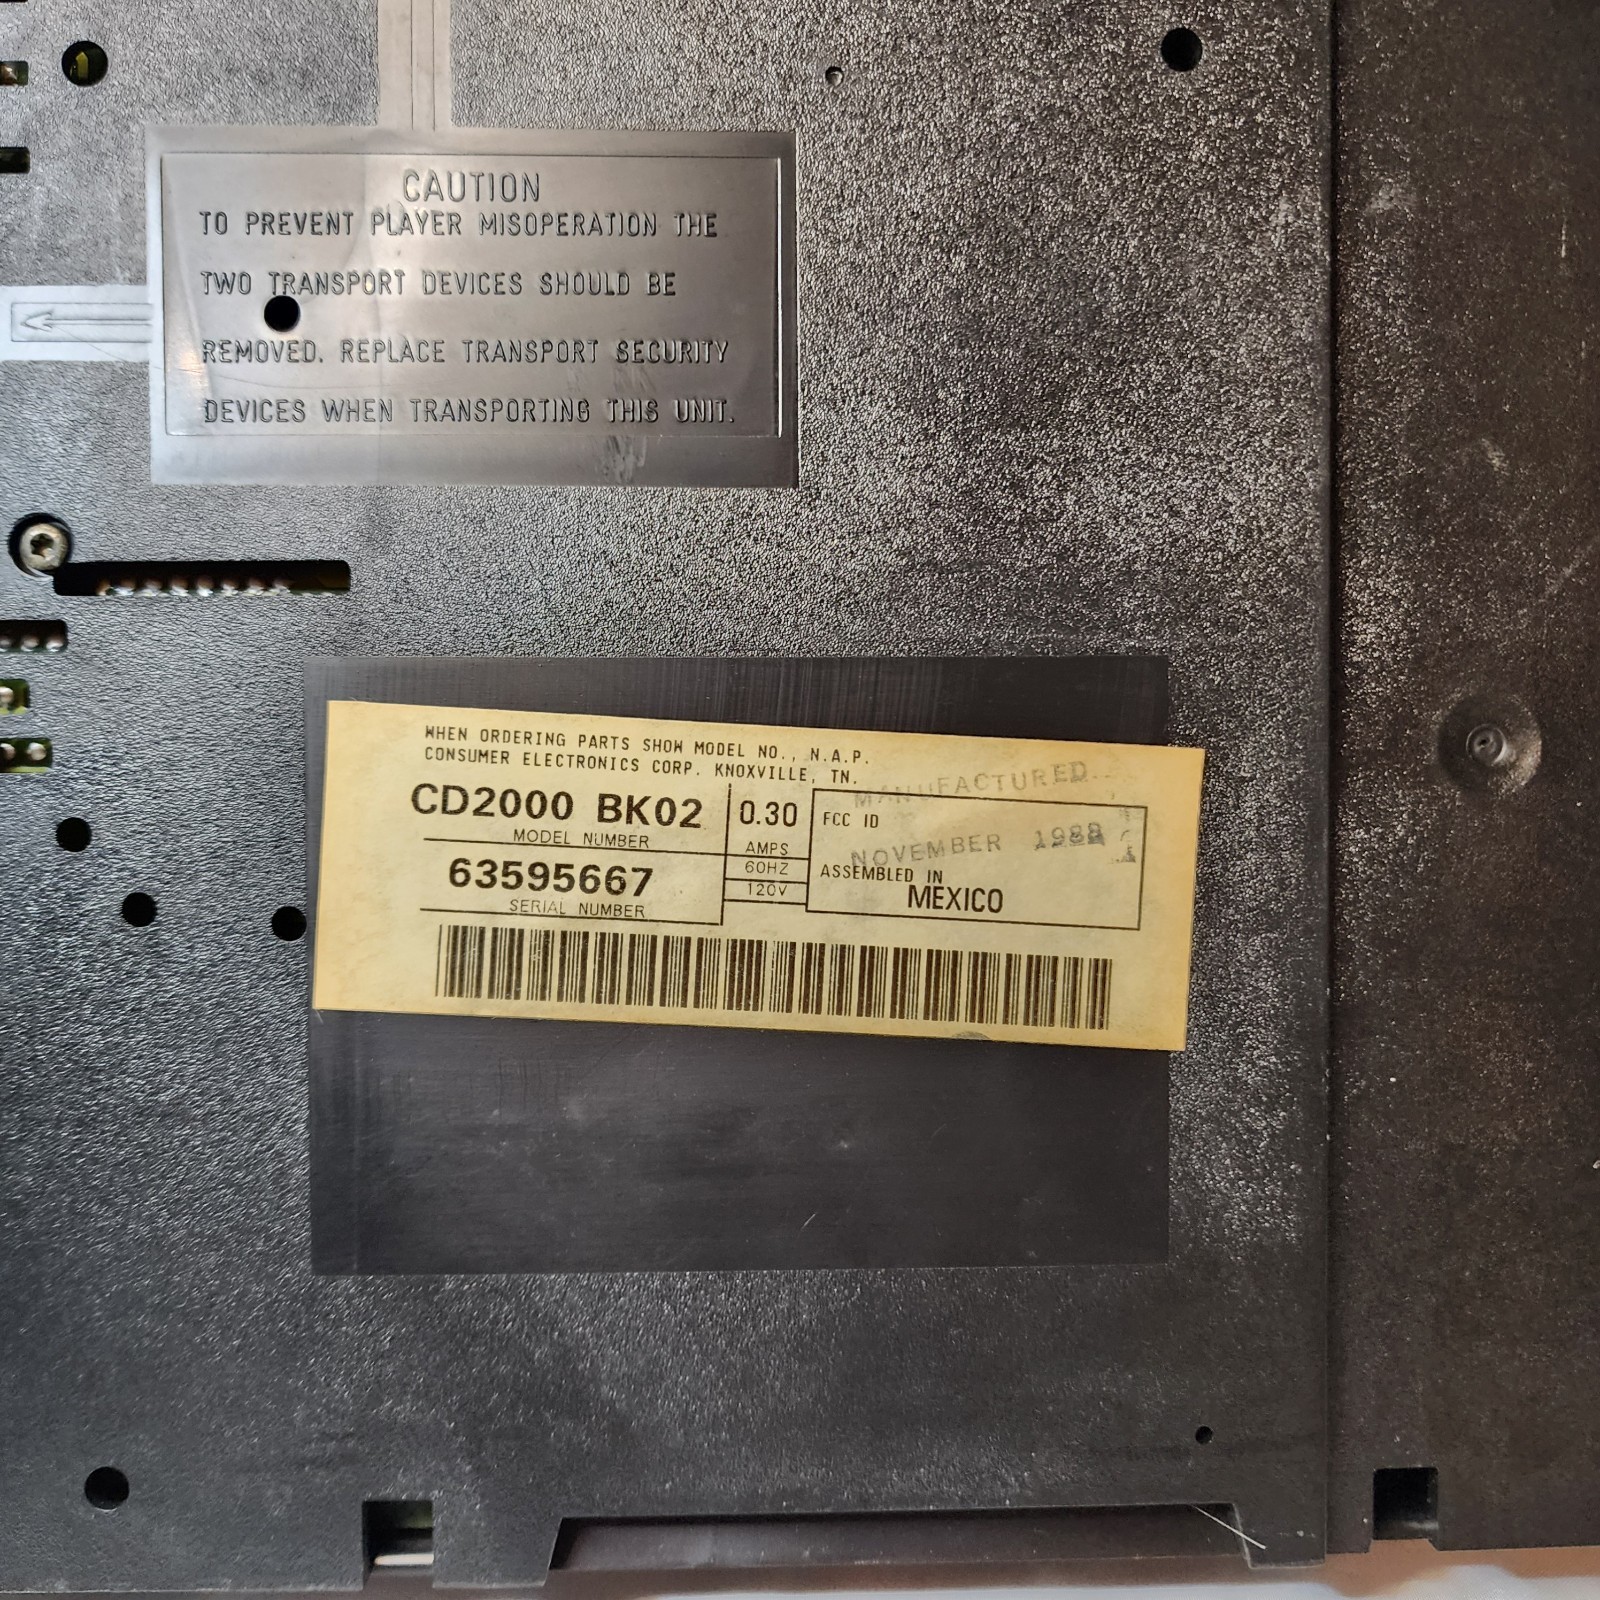 CAUTION
TO PREVENT PLAYER MISOPERATION THE
TWO TRANSPORT DEVICES SHOULD BE
REMOVED. REPLACE TRANSPORT SECURITY
DEVICES WHEN TRANSPORTING THIS UNIT.
WHEN ORDERING PARTS SHOW MODEL NO., N.A.P.
CONSUMER ELECTRONICS CORP. KNOXVILLE, TN.
CD2000 BK02
MODEL NUMBER
63595667
SERIAL NUMBER
0.30
AMPS
60HZ
120V
MANUFACTURED
FCC ID
NOVEMBER 1988
ASSEMBLED IN
MEXICO